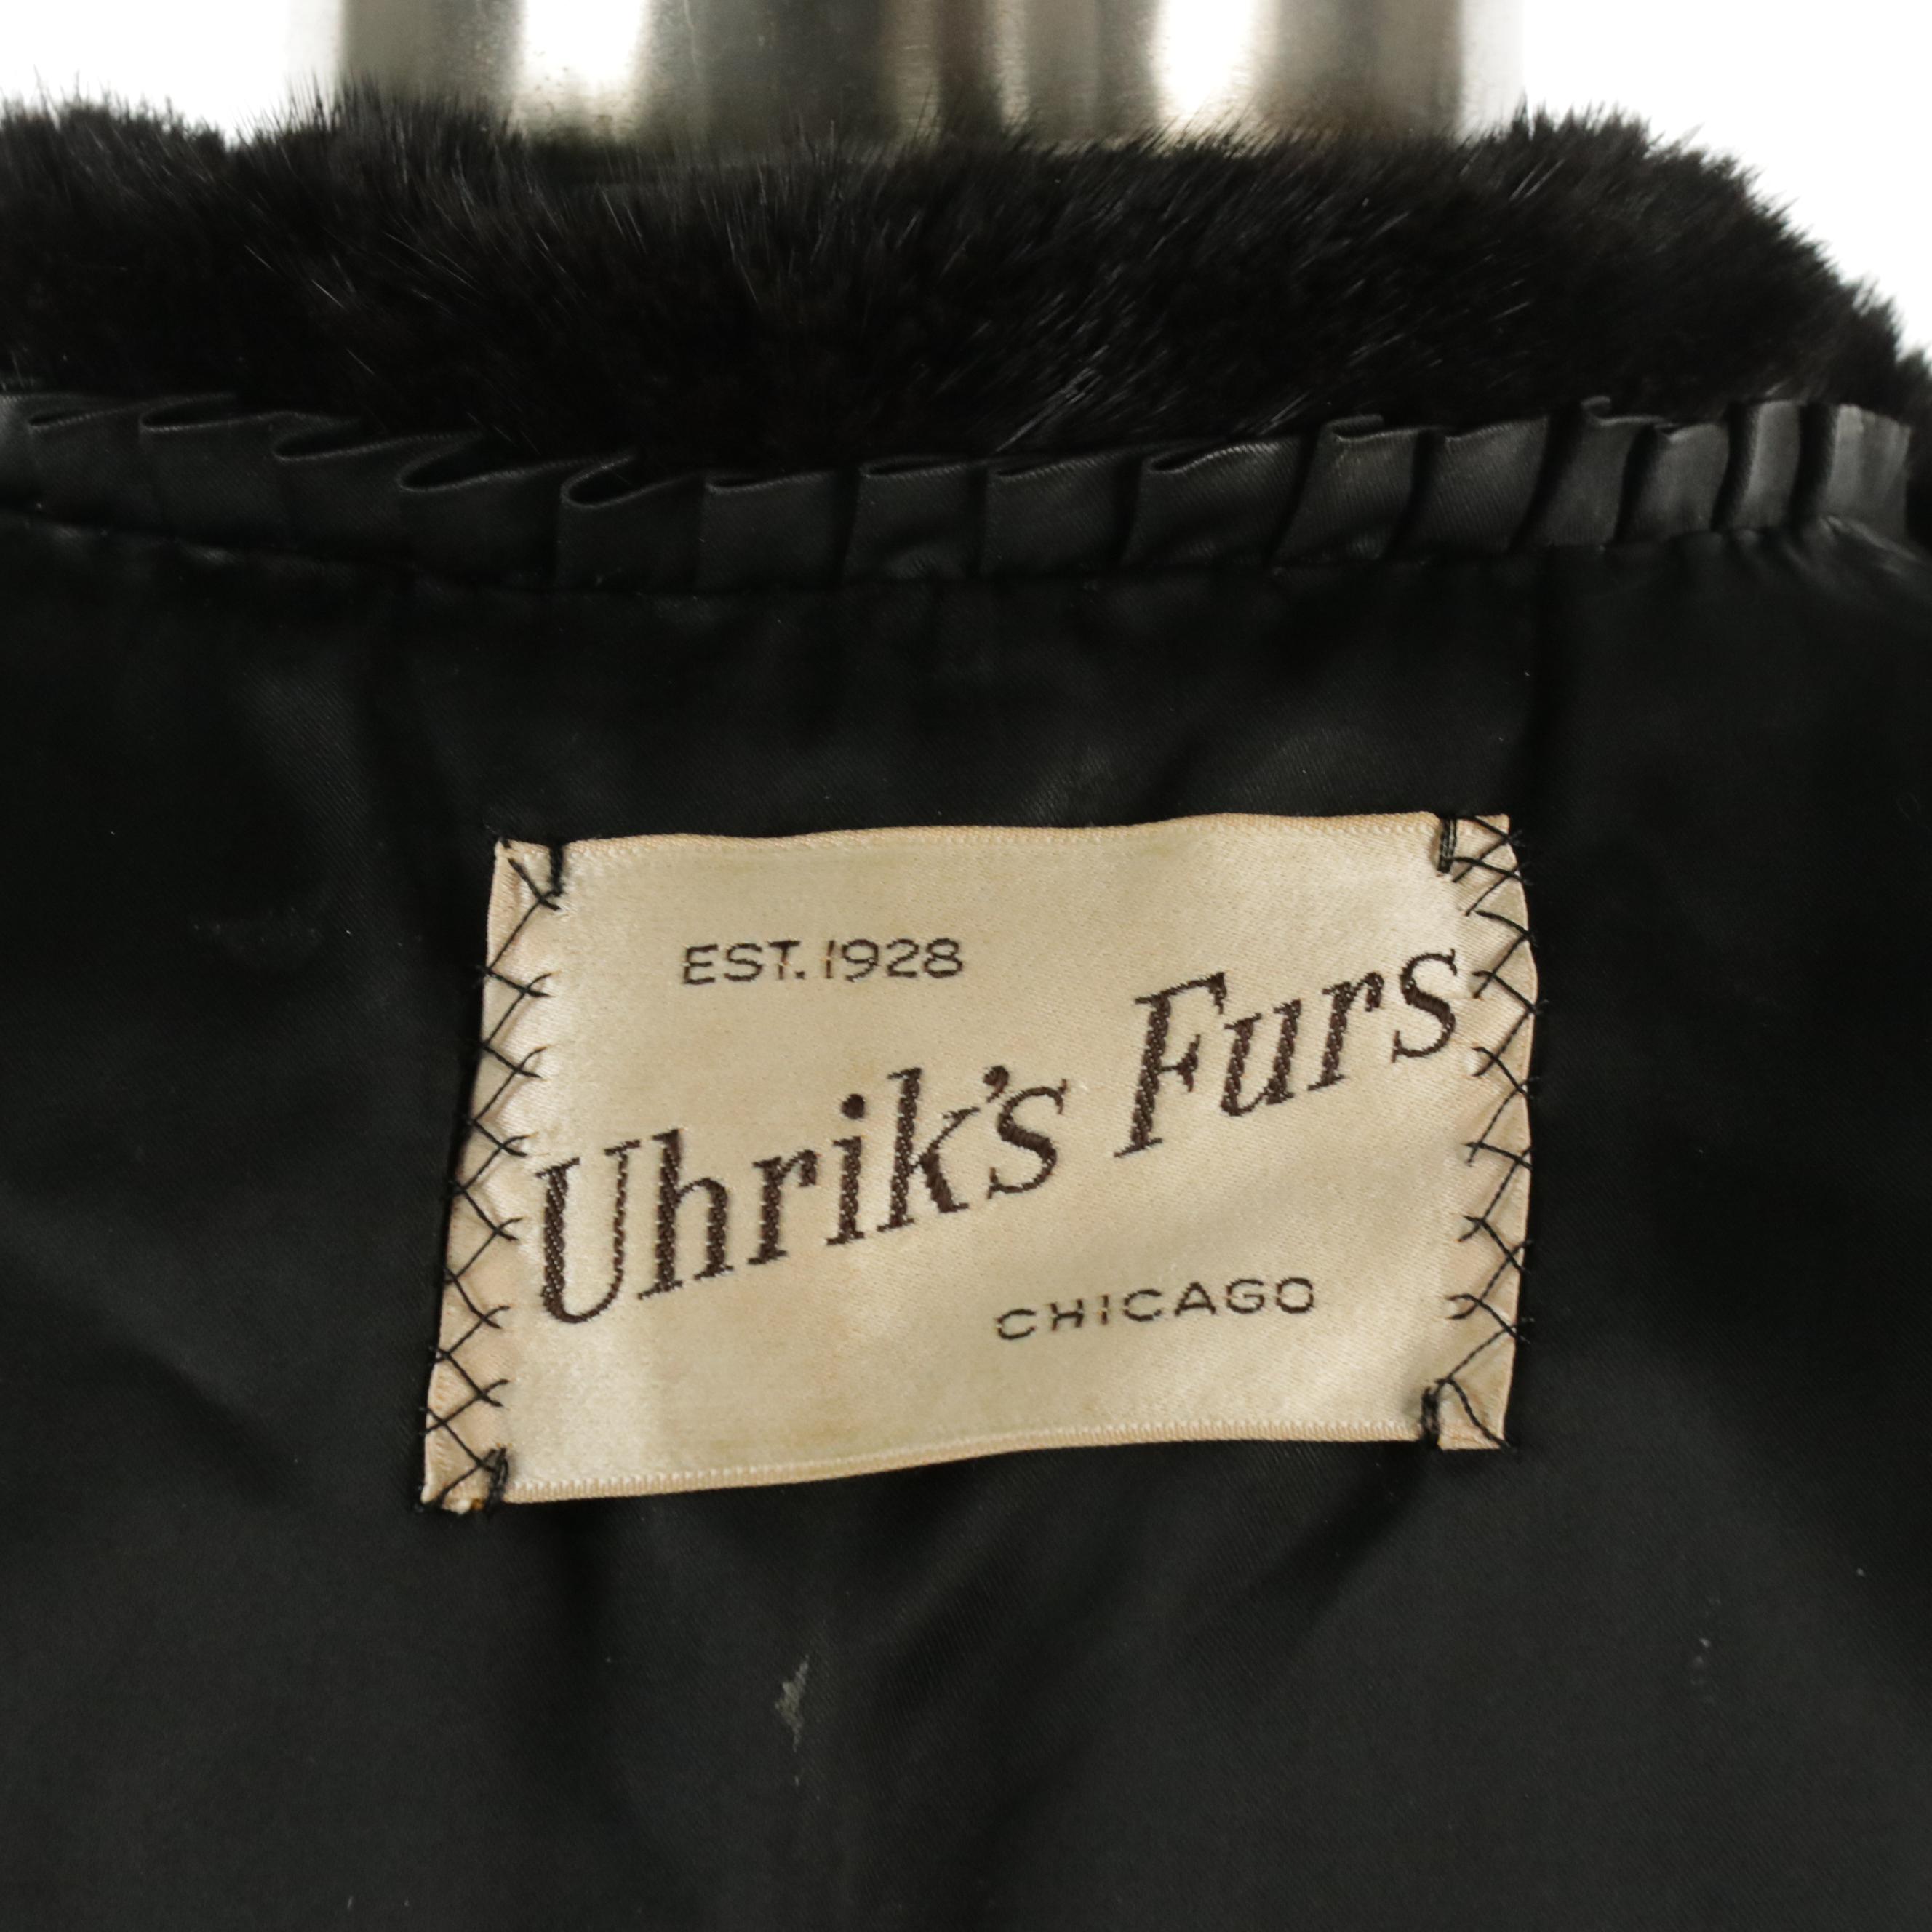 EST. 1928
Uhrik's Furs
CHICAGO